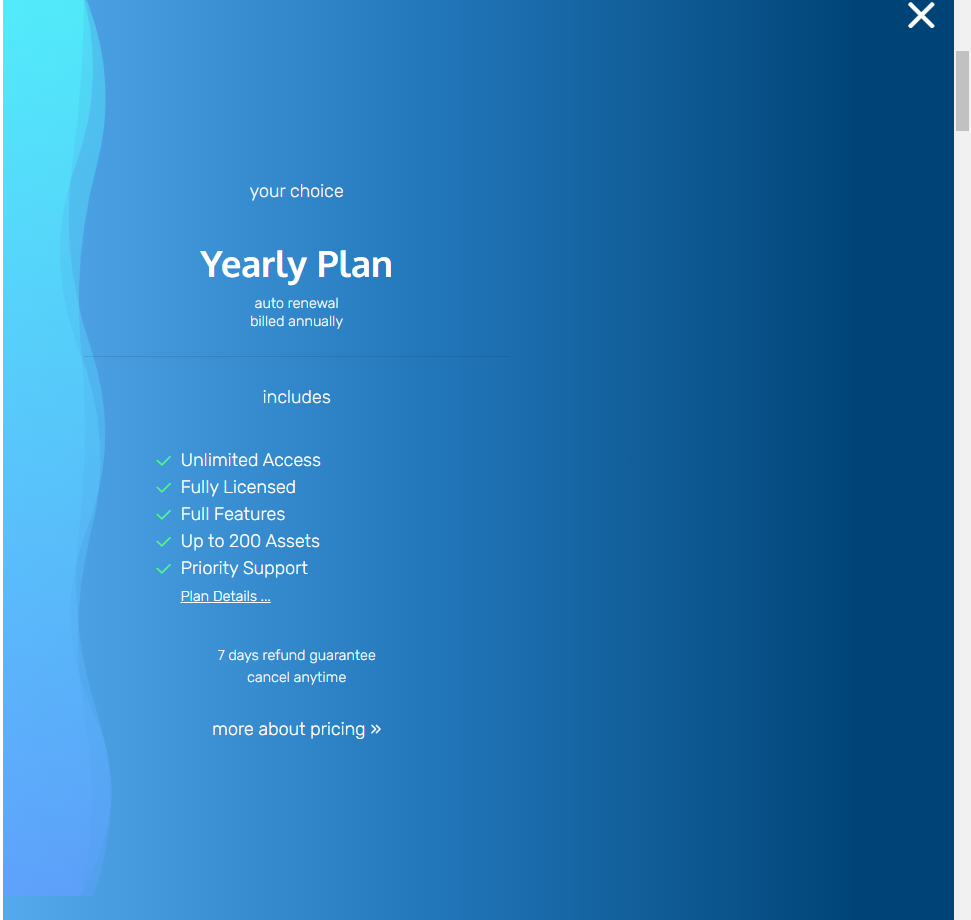 your choice
Yearly Plan
auto renewal
billed annually
includes
Unlimited Access
Fully Licensed
Full Features
Up to 200 Assets
Priority Support
Plan Details ...
7 days refund guarantee
cancel anytime
more about pricing »